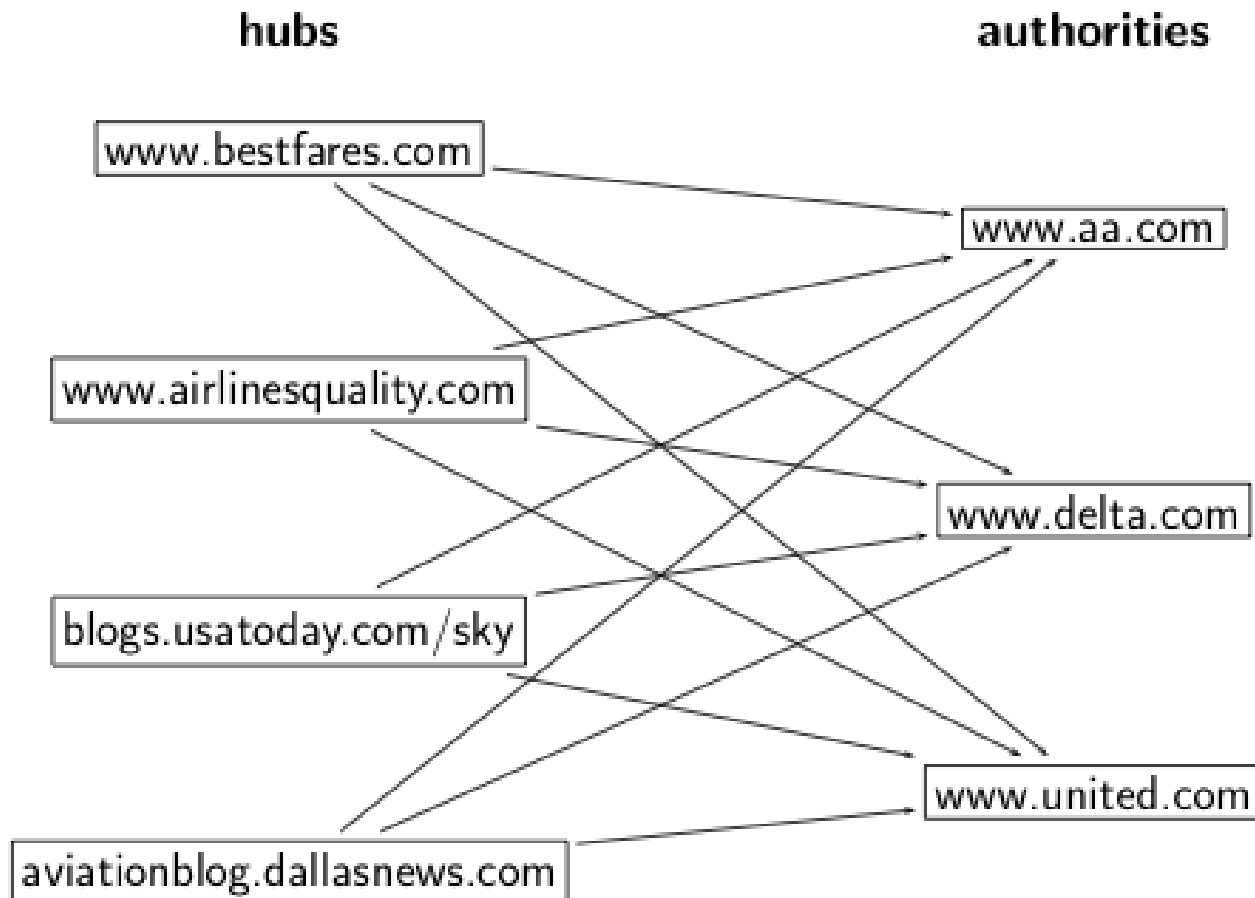 hubs
authorities
www.bestfares.com
www.aa.com
www.airlinesquality.com
www.delta.com
blogs.usatoday.com/sky
www.united.com
aviationblog.dallasnews.com